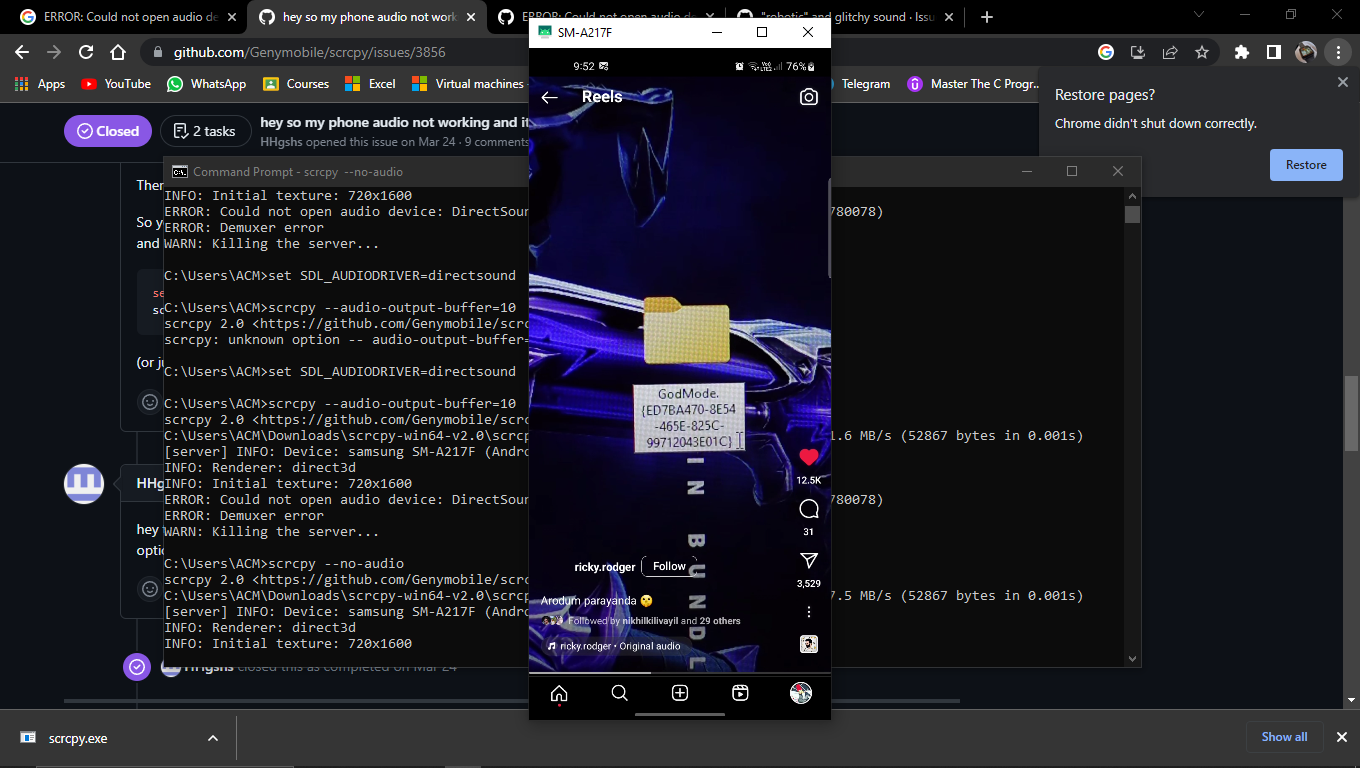 ERROR: Could not open audio de
hey so my phone audio not work
ERROR: Could not open audio d
"robotic" and glitchy sound · Issu
github.com/Genymobile/scrcpy/issues/3856
Apps
YouTube
WhatsApp
Courses
Excel
Virtual machines
Telegram
Master The C Progr..
Restore pages?
Chrome didn't shut down correctly.
Restore
Closed
2 tasks
hey so my phone audio not working and it
HHgshs opened this issue on Mar 24 · 9 comments
Ther
So y
and
se
sc
(or ju
HHg
hey
optio
HHgshs closed this as completed on Mar 24
Command Prompt - scrcpy --no-audio
INFO: Initial texture: 720x1600
ERROR: Could not open audio device: DirectSoun
780078)
ERROR: Demuxer error
WARN: Killing the server...
C:\Users\ACM>set SDL_AUDIODRIVER=directsound
C:\Users\ACM>scrcpy --audio-output-buffer=10
scrcpy 2.0 <https://github.com/Genymobile/scrc
scrcpy: unknown option -- audio-output-buffer=
C:\Users\ACM>set SDL_AUDIODRIVER=directsound
C:\Users\ACM>scrcpy --audio-output-buffer=10
scrcpy 2.0 <https://github.com/Genymobile/scrc
C:\Users\ACM\Downloads\scrcpy-win64-v2.0\scrcp
1.6 MB/s (52867 bytes in 0.001s)
[server] INFO: Device: samsung SM-A217F (Andro
INFO: Renderer: direct3d
INFO: Initial texture: 720x1600
ERROR: Could not open audio device: DirectSoun
780078)
ERROR: Demuxer error
WARN: Killing the server...
C:\Users\ACM>scrcpy --no-audio
scrcpy 2.0 <https://github.com/Genymobile/scrc
C:\Users\ACM\Downloads\scrcpy-win64-v2.0\scrcp
7.5 MB/s (52867 bytes in 0.001s)
[server] INFO: Device: samsung SM-A217F (Andro
INFO: Renderer: direct3d
INFO: Initial texture: 720x1600
SM-A217F
9:52
76%
Reels
GodMode.
{ED7BA470-8E54
-465E-825C-
99712043E01C}
IN BUNDL
12.5K
31
3,529
ricky.rodger
Follow
Arodum parayanda
Followed by nikhilkilivayil and 29 others
ricky.rodger • Original audio
scrcpy.exe
Show all